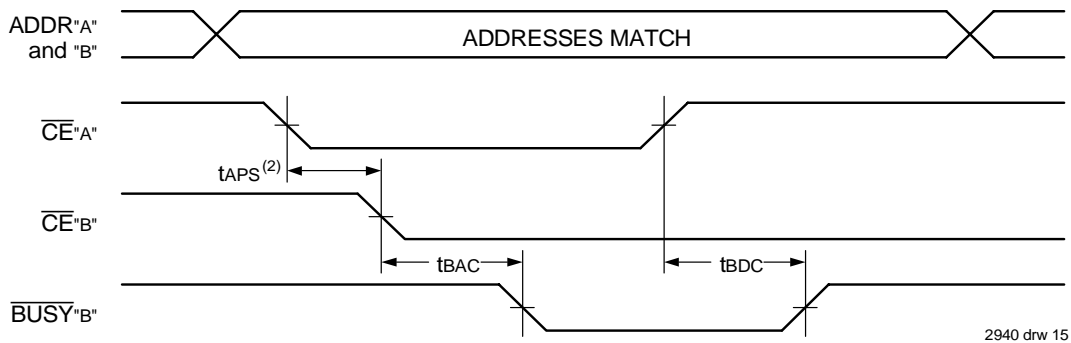 ADDR"A"
and "B"
ADDRESSES MATCH
CE"A"
tAPS(2)
CE"B"
tBAC
tBDC
BUSY"B"
2940 drw 15